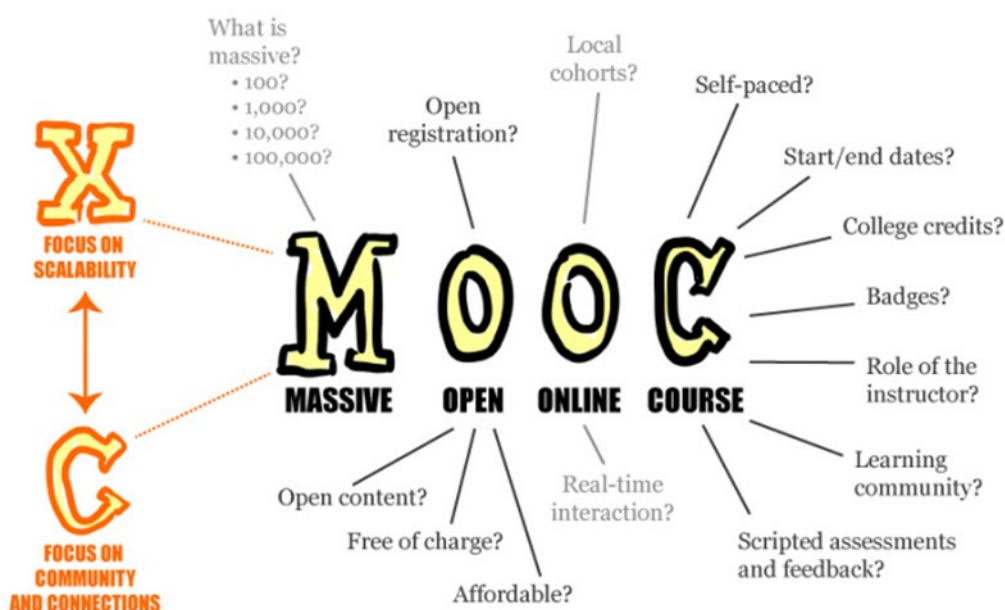 What is
massive?
• 100?
• 1,000?
• 10,000?
• 100,000?
Open
registration?
Local
cohorts?
Self-paced?
Start/end dates?
College credits?
Badges?
Role of the
instructor?
Learning
community?
Scripted assessments
and feedback?
X
FOCUS ON
SCALABILITY
C
FOCUS ON
COMMUNITY
AND CONNECTIONS
M O O C
MASSIVE OPEN ONLINE COURSE
Open content?
Free of charge?
Affordable?
Real-time
interaction?